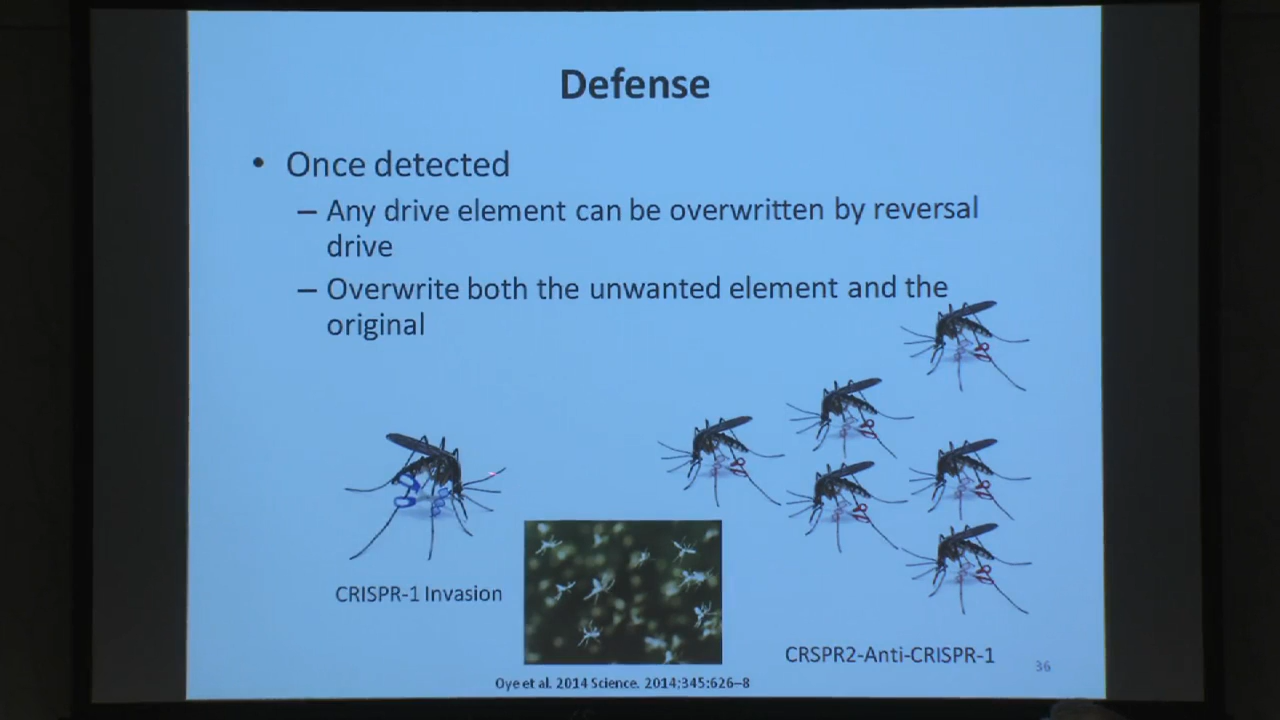 Defense
• Once detected
– Any drive element can be overwritten by reversal
drive
– Overwrite both the unwanted element and the
original
CRISPR-1 Invasion
CRSPR2-Anti-CRISPR-1
36
Oye et al. 2014 Science. 2014;345:626–8